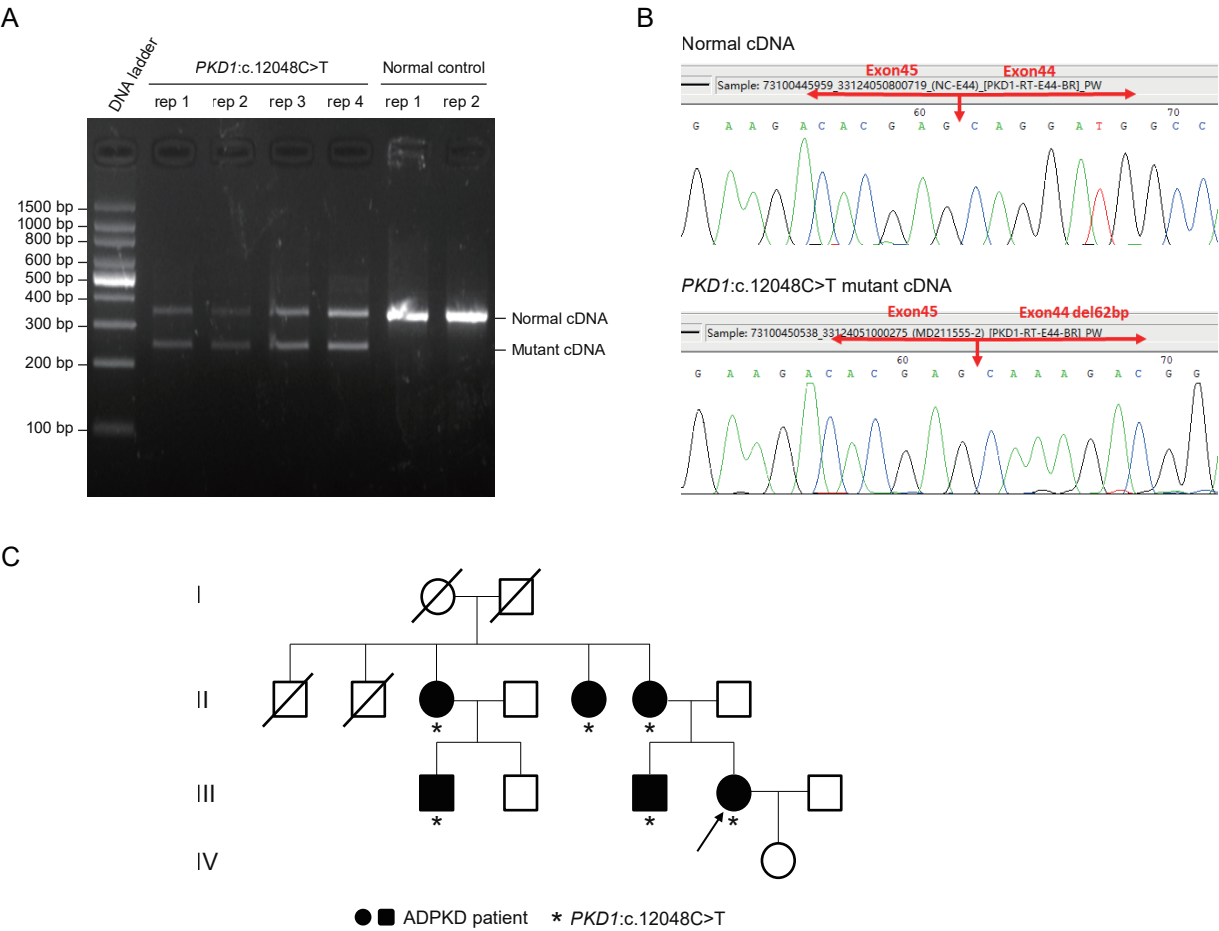 A
DNA ladder
PKD1:c.12048C>T
Normal control
rep 1 rep 2 rep 3 rep 4 rep 1 rep 2
1500 bp
1000 bp
800 bp
600 bp
500 bp
400 bp
300 bp
200 bp
100 bp
Normal cDNA
Mutant cDNA
B
Normal cDNA
Exon45 Exon44
Sample: 73100445959_33124050800719_(NC-E44)_[PKD1-RT-E44-BR]_PW
60 70
G A A G A C A C G A G C A G G A T G G C C
PKD1:c.12048C>T mutant cDNA
Exon45 Exon44 del62bp
Sample: 73100450538_33124051000275_(MD211555-2)_[PKD1-RT-E44-BR]_PW
60 70
G A A G A C A C G A G C A A A G A C G G
C
I
II
* * *
III
* * *
IV
ADPKD patient * PKD1:c.12048C>T